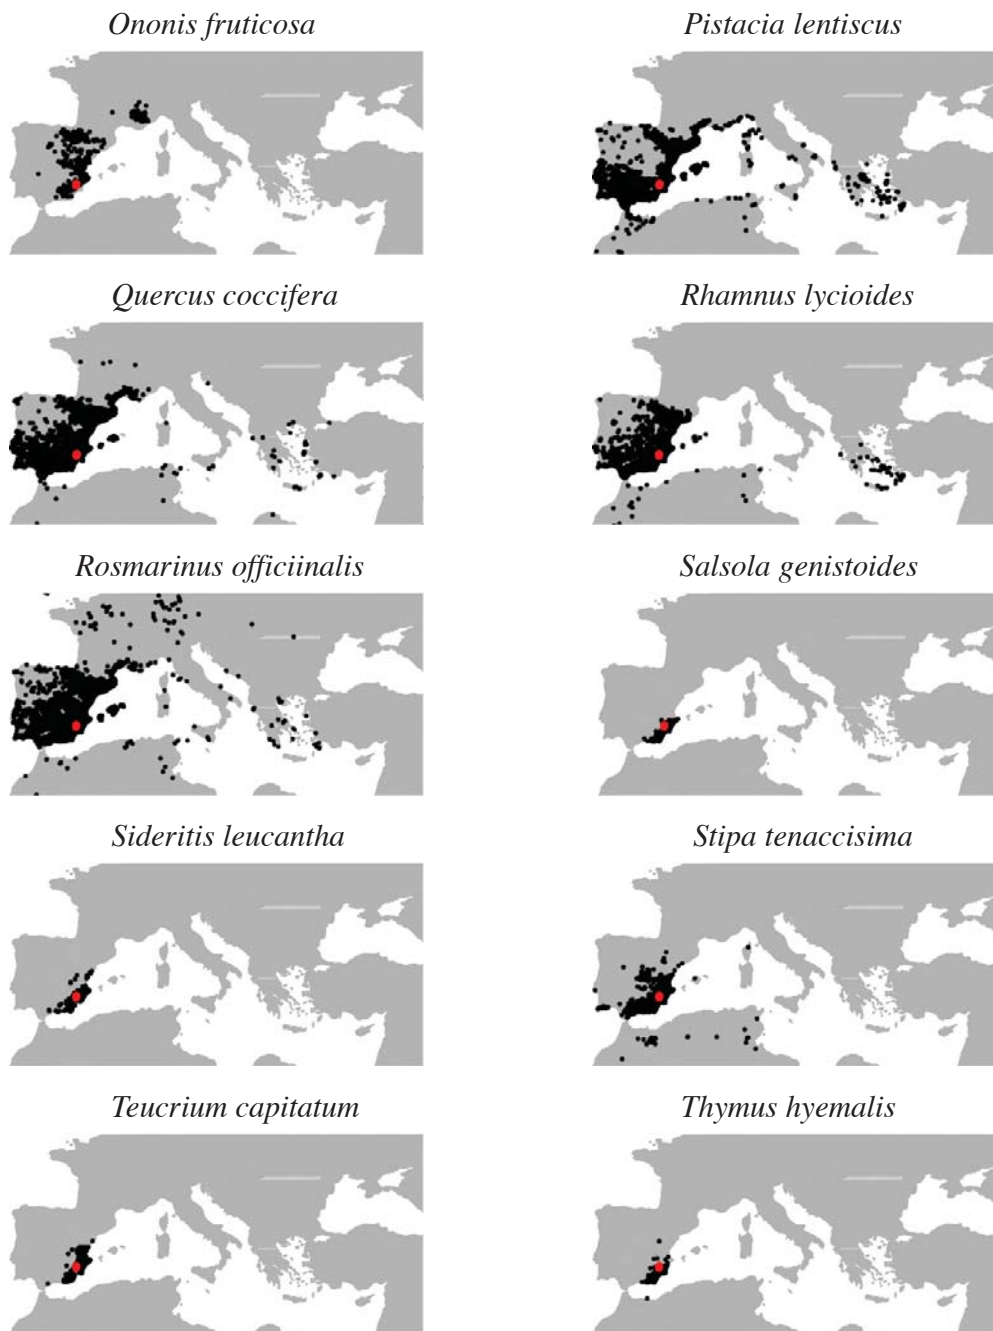 Ononis fruticosa
Pistacia lentiscus
Quercus coccifera
Rhamnus lycioides
Rosmarinus officiinalis
Salsola genistoides
Sideritis leucantha
Stipa tenaccisima
Teucrium capitatum
Thymus hyemalis